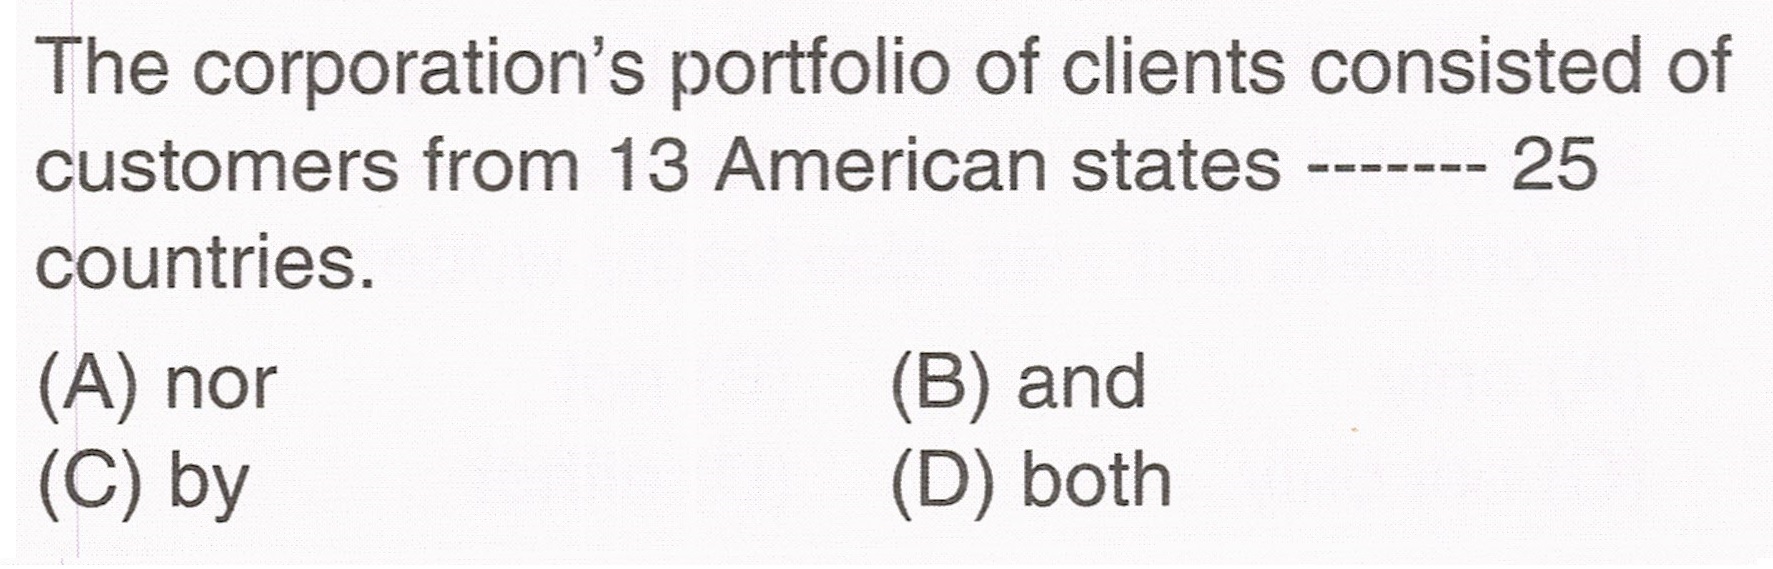 The corporation’s portfolio of clients consisted of
customers from 13 American states ------- 25
countries.
(A) nor (B) and
(C) by (D) both